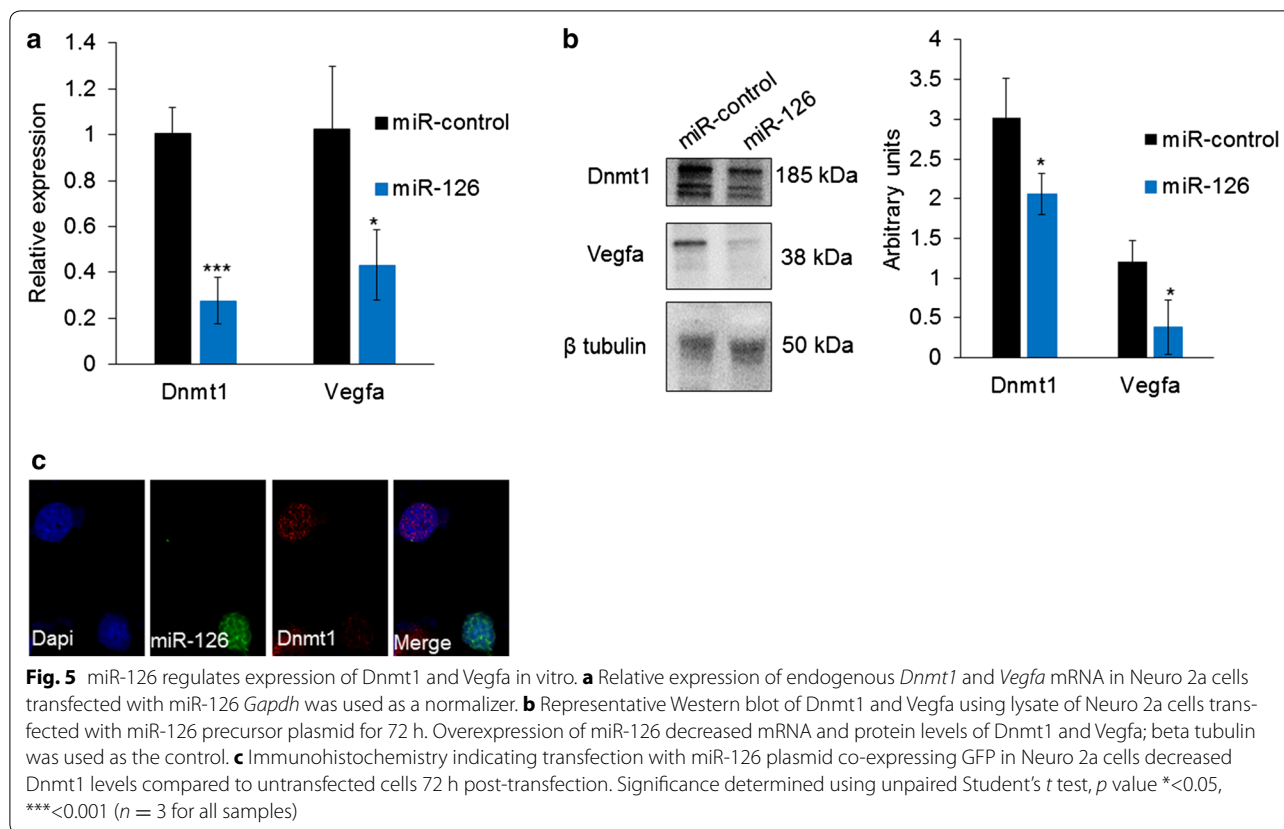 a
1.4
1.2
1
0.8
0.6
0.4
0.2
0
Relative expression
miR-control
miR-126
***
*
Dnmt1
Vegfa
b
miR-control
miR-126
Dnmt1
185 kDa
Vegfa
38 kDa
β tubulin
50 kDa
4
3.5
3
2.5
2
1.5
1
0.5
0
Arbitrary units
miR-control
miR-126
*
*
Dnmt1
Vegfa
c
Dapi
miR-126
Dnmt1
Merge
Fig. 5 miR-126 regulates expression of Dnmt1 and Vegfa in vitro. a Relative expression of endogenous Dnmt1 and Vegfa mRNA in Neuro 2a cells
transfected with miR-126 Gapdh was used as a normalizer. b Representative Western blot of Dnmt1 and Vegfa using lysate of Neuro 2a cells trans-
fected with miR-126 precursor plasmid for 72 h. Overexpression of miR-126 decreased mRNA and protein levels of Dnmt1 and Vegfa; beta tubulin
was used as the control. c Immunohistochemistry indicating transfection with miR-126 plasmid co-expressing GFP in Neuro 2a cells decreased
Dnmt1 levels compared to untransfected cells 72 h post-transfection. Significance determined using unpaired Student's t test, p value *<0.05,
***<0.001 (n = 3 for all samples)